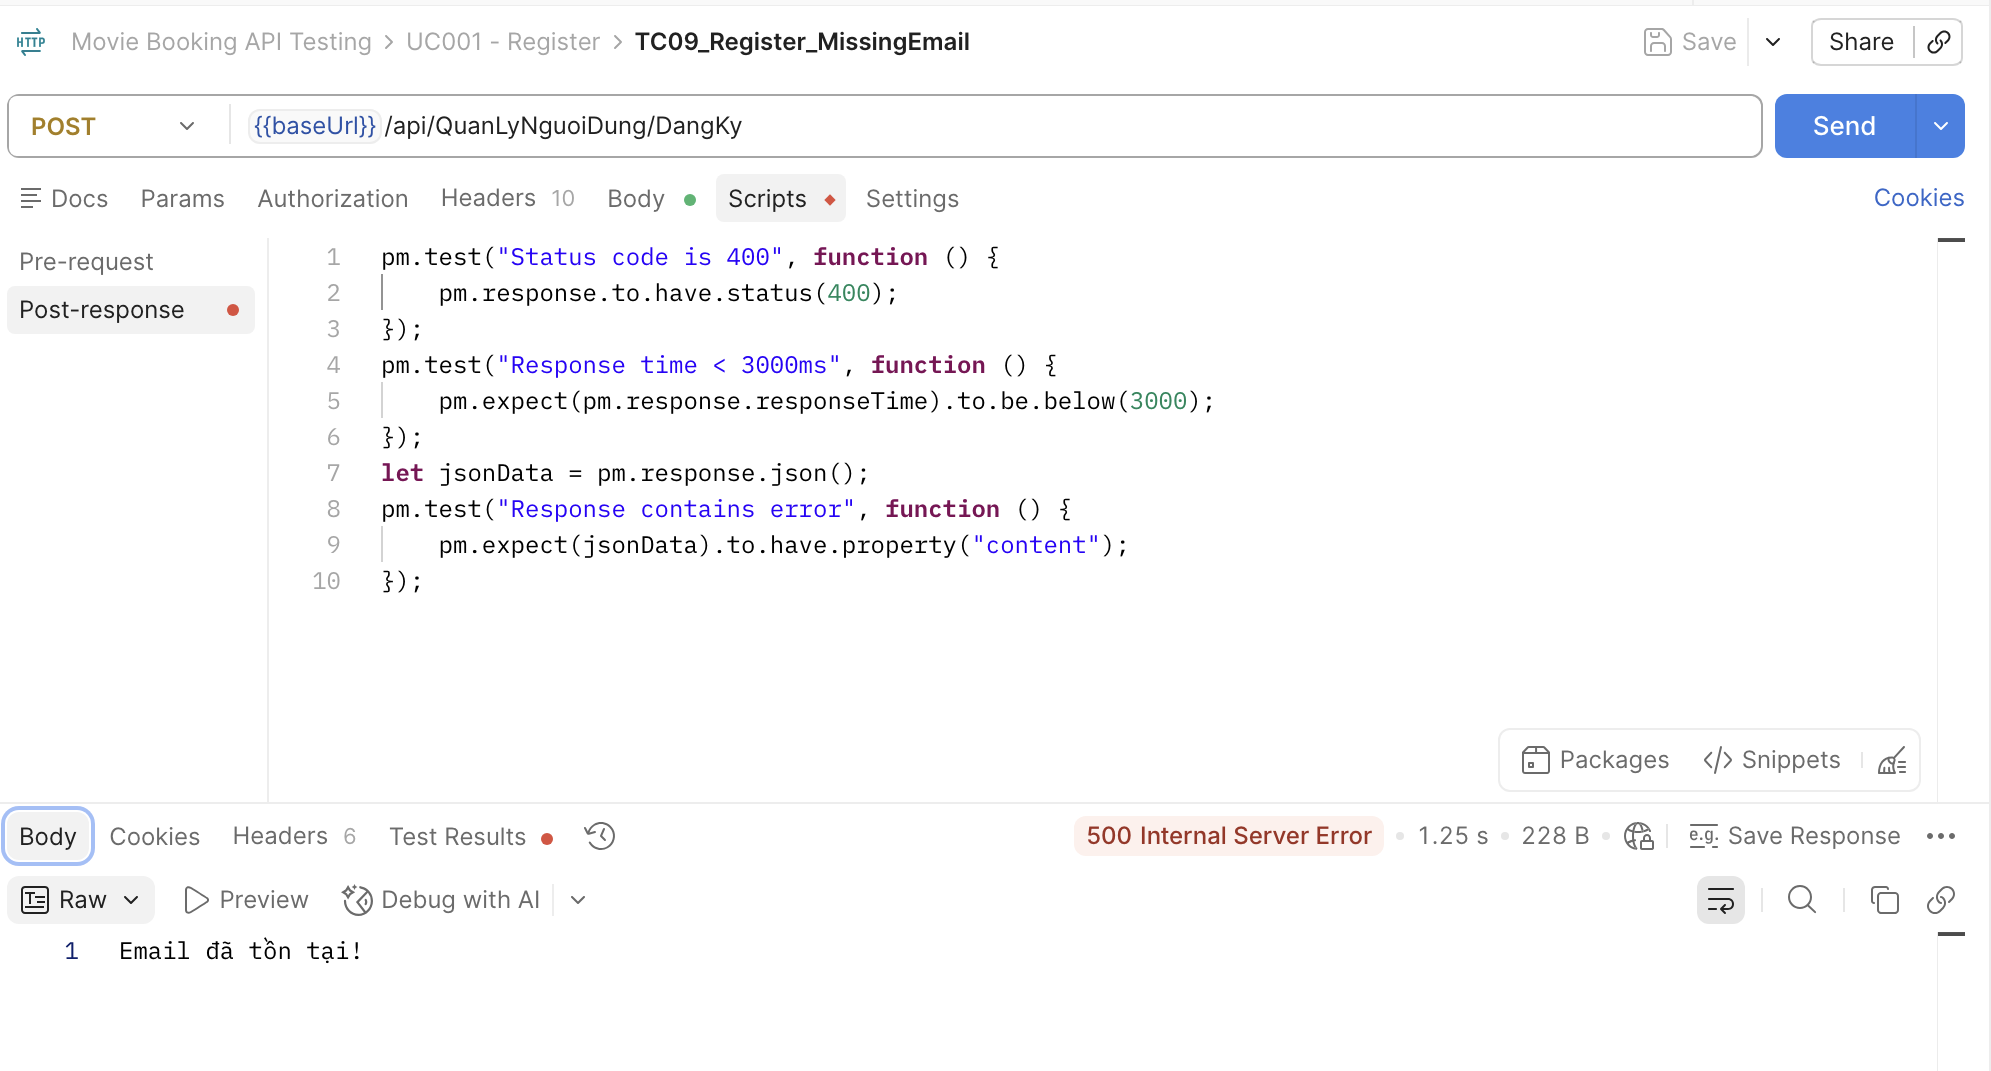 HTTP Movie Booking API Testing > UC001 - Register > TC09_Register_MissingEmail Save Share
POST {{baseUrl}} /api/QuanLyNguoiDung/DangKy Send
Docs Params Authorization Headers 10 Body Scripts Settings Cookies
Pre-request
Post-response
1 pm.test("Status code is 400", function () {
2 pm.response.to.have.status(400);
3 });
4 pm.test("Response time < 3000ms", function () {
5 pm.expect(pm.response.responseTime).to.be.below(3000);
6 });
7 let jsonData = pm.response.json();
8 pm.test("Response contains error", function () {
9 pm.expect(jsonData).to.have.property("content");
10 });
Packages </> Snippets
Body Cookies Headers 6 Test Results 500 Internal Server Error 1.25 s 228 B e.g. Save Response
Raw Preview Debug with AI
1 Email đã tồn tại!